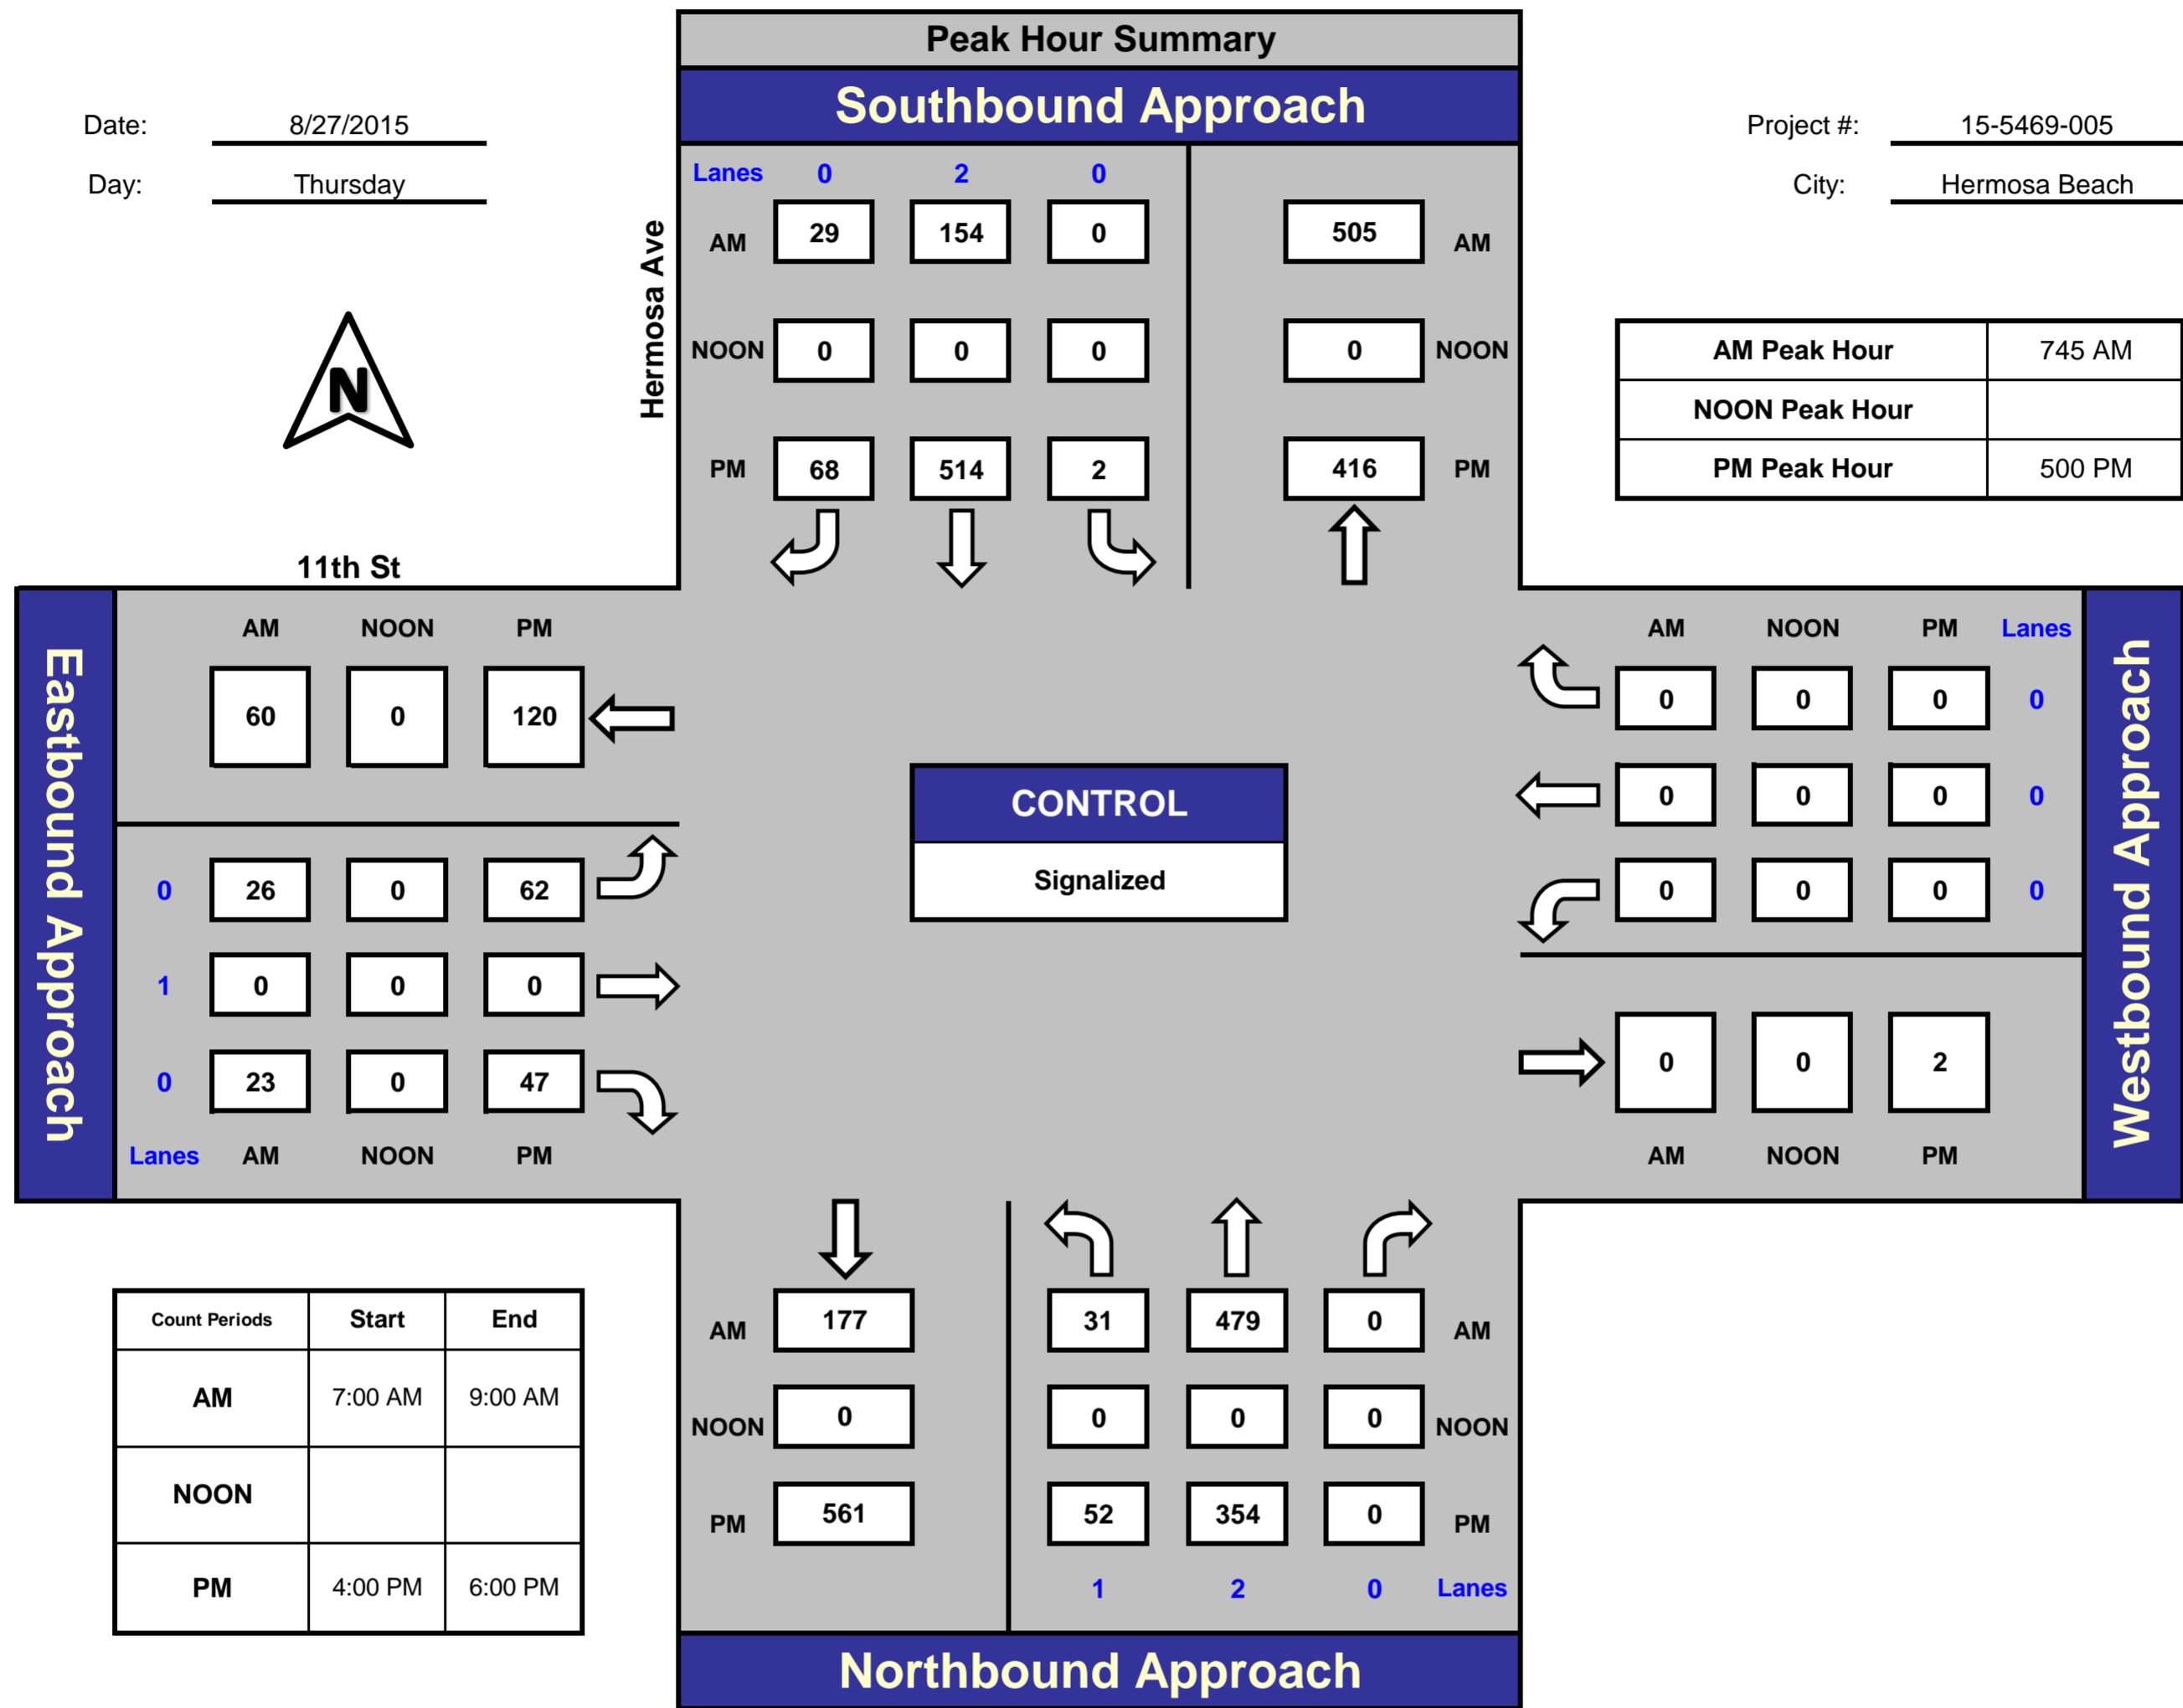 Peak Hour Summary
Southbound Approach
Date: 8/27/2015
Day: Thursday
Project #: 15-5469-005
City: Hermosa Beach
N
Hermosa Ave
Lanes 0 2 0
AM 29 154 0 505 AM
NOON 0 0 0 0 NOON
PM 68 514 2 416 PM
AM Peak Hour 745 AM
NOON Peak Hour
PM Peak Hour 500 PM
11th St
Eastbound Approach
AM NOON PM
60 0 120
0 26 0 62
1 0 0 0
0 23 0 47
Lanes AM NOON PM
CONTROL
Signalized
AM NOON PM Lanes
0 0 0 0
0 0 0 0
0 0 0 0
0 0 2
AM NOON PM
Westbound Approach
Count Periods Start End
AM 7:00 AM 9:00 AM
NOON
PM 4:00 PM 6:00 PM
AM 177 31 479 0 AM
NOON 0 0 0 0 NOON
PM 561 52 354 0 PM
1 2 0 Lanes
Northbound Approach